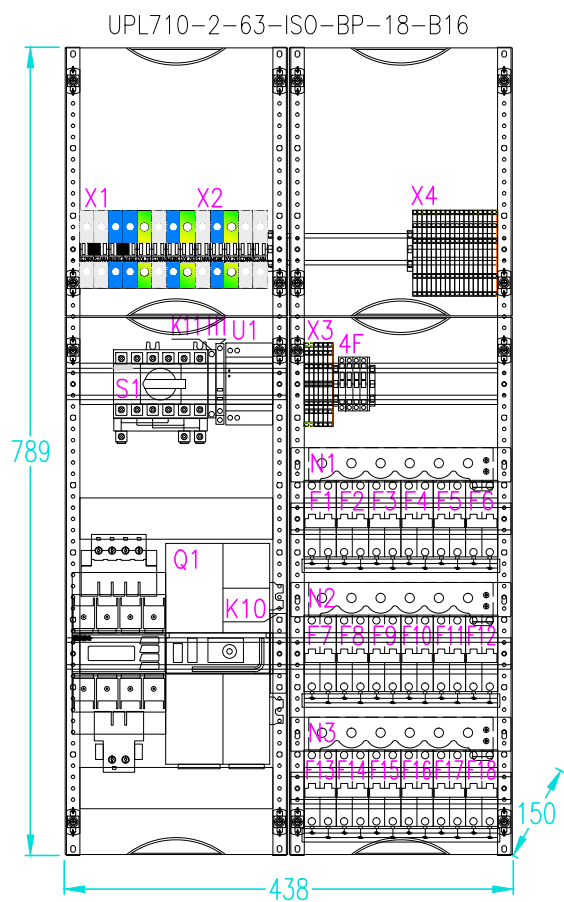 UPL710-2-63-ISO-BP-18-B16
X1 X2 X4
K11 U1 X3 4F
S1
789
N1
F1 F2 F3 F4 F5 F6
Q1
K10
N2
F7 F8 F9 F10 F11 F12
N3
F13 F14 F15 F16 F17 F18
150
438